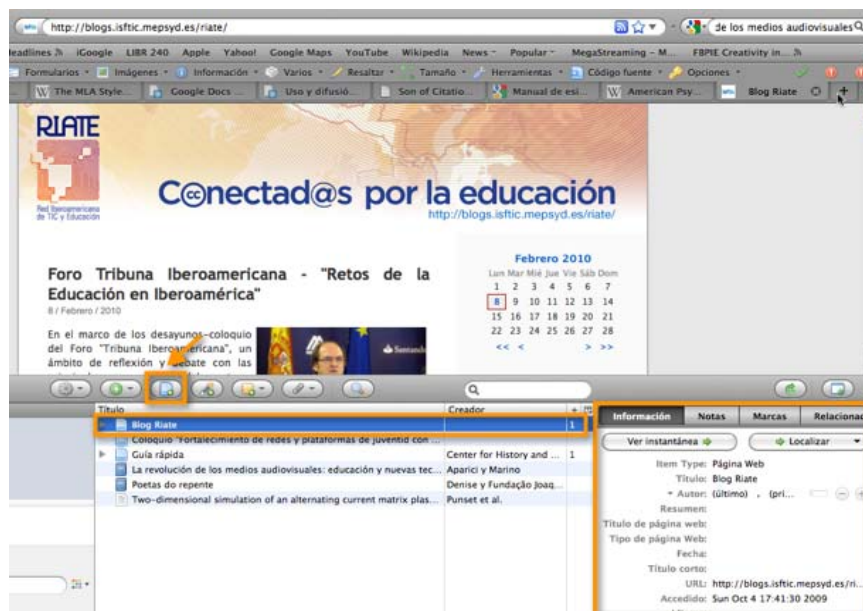 http://blogs.isftic.mepsyd.es/riate/
de los medios audiovisuales
eadlines
iGoogle
LIBR 240
Apple
Yahoo!
Google Maps
YouTube
Wikipedia
News
Popular
MegaStreaming - M...
FBPIE Creativity in...
Formularios
Imágenes
Información
Varios
Resaltar
Tamaño
Herramientas
Código fuente
Opciones
The MLA Style...
Google Docs ...
Uso y difusió...
Son of Citatio...
Manual de esi...
American Psy...
Blog Riate
RIATE
Red Iberoamericana
de TIC y Educación
Conectad@s por la educación
http://blogs.isftic.mepsyd.es/riate/
Foro Tribuna Iberoamericana - "Retos de la
Educación en Iberoamérica"
8 / Febrero / 2010
En el marco de los desayunos-coloquio
del Foro "Tribuna Iberoamericana", un
ámbito de reflexión y debate con las
Santander
Febrero 2010
Lun Mar Mié Jue Vie Sáb Dom
1 2 3 4 5 6 7
8 9 10 11 12 13 14
15 16 17 18 19 20 21
22 23 24 25 26 27 28
<< < > >>
Título Creador +
Blog Riate 1
Coloquio "Fortalecimiento de redes y plataformas de juventid con ...
Guía rápida Center for History and ... 1
La revolución de los medios audiovisuales: educación y nuevas tec... Aparici y Marino
Poetas do repente Denise y Fundação Joaq...
Two-dimensional simulation of an alternating current matrix plas... Punset et al.
Información Notas Marcas Relacionad
Ver instantánea Localizar
Item Type: Página Web
Título: Blog Riate
Autor: (último) , (pri...
Resumen:
Título de página web:
Tipo de página Web:
Fecha:
Título corto:
URL: http://blogs.isftic.mepsyd.es/ri...
Accedido: Sun Oct 4 17:41:30 2009